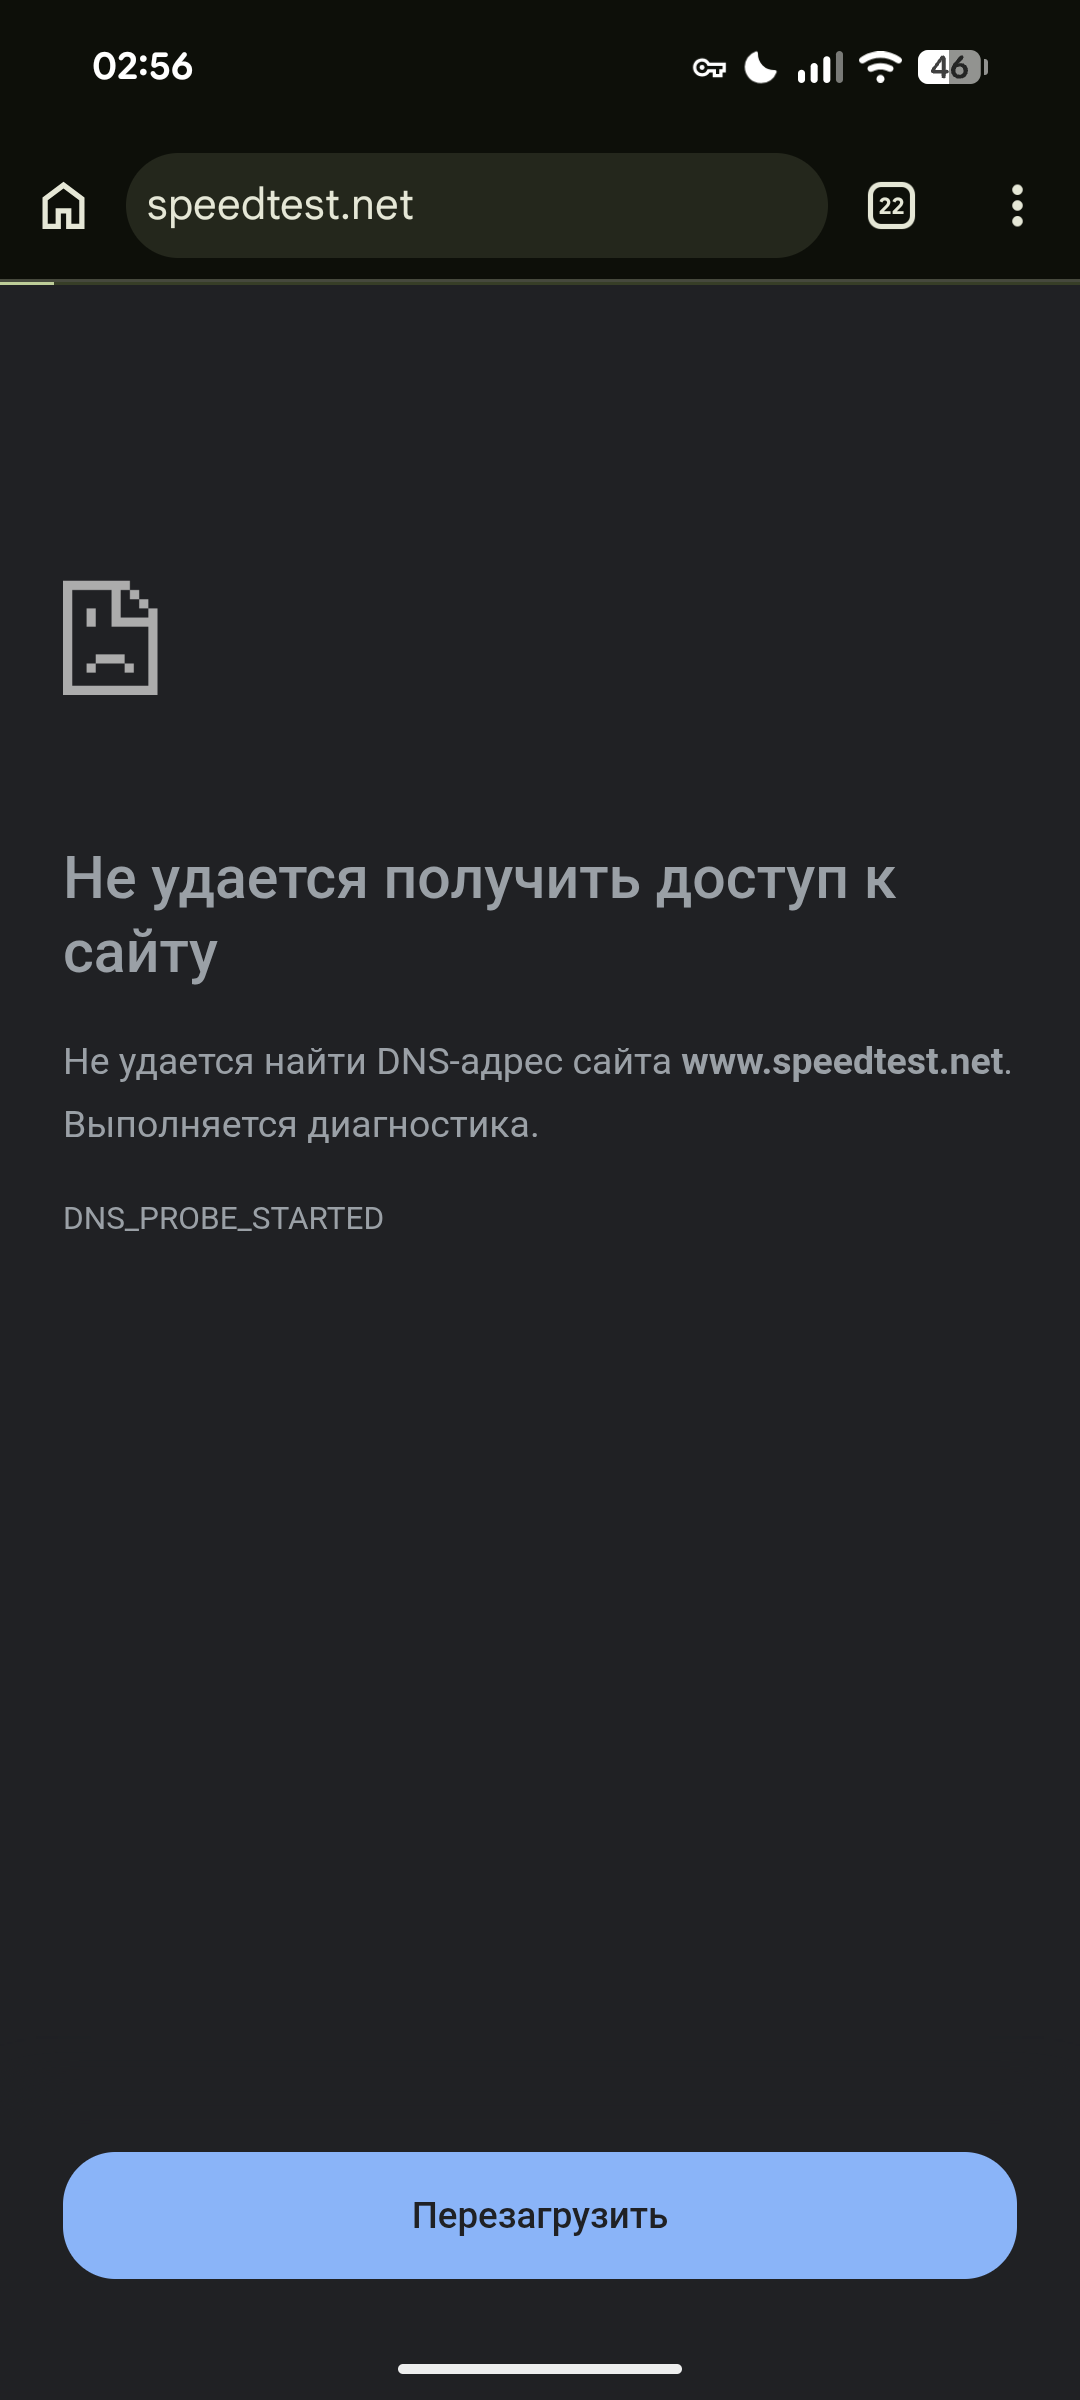 02:56
46
speedtest.net
22
Не удается получить доступ к
сайту
Не удается найти DNS-адрес сайта www.speedtest.net.
Выполняется диагностика.
DNS_PROBE_STARTED
Перезагрузить